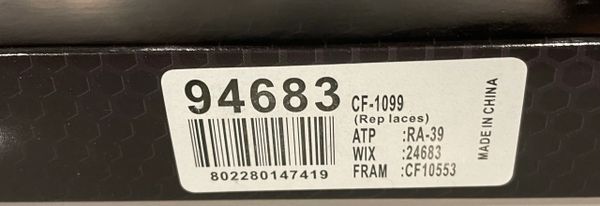 94683
802280147419
CF-1099
(Rep laces)
ATP :RA-39
WIX :24683
FRAM :CF10553
MADE IN CHINA